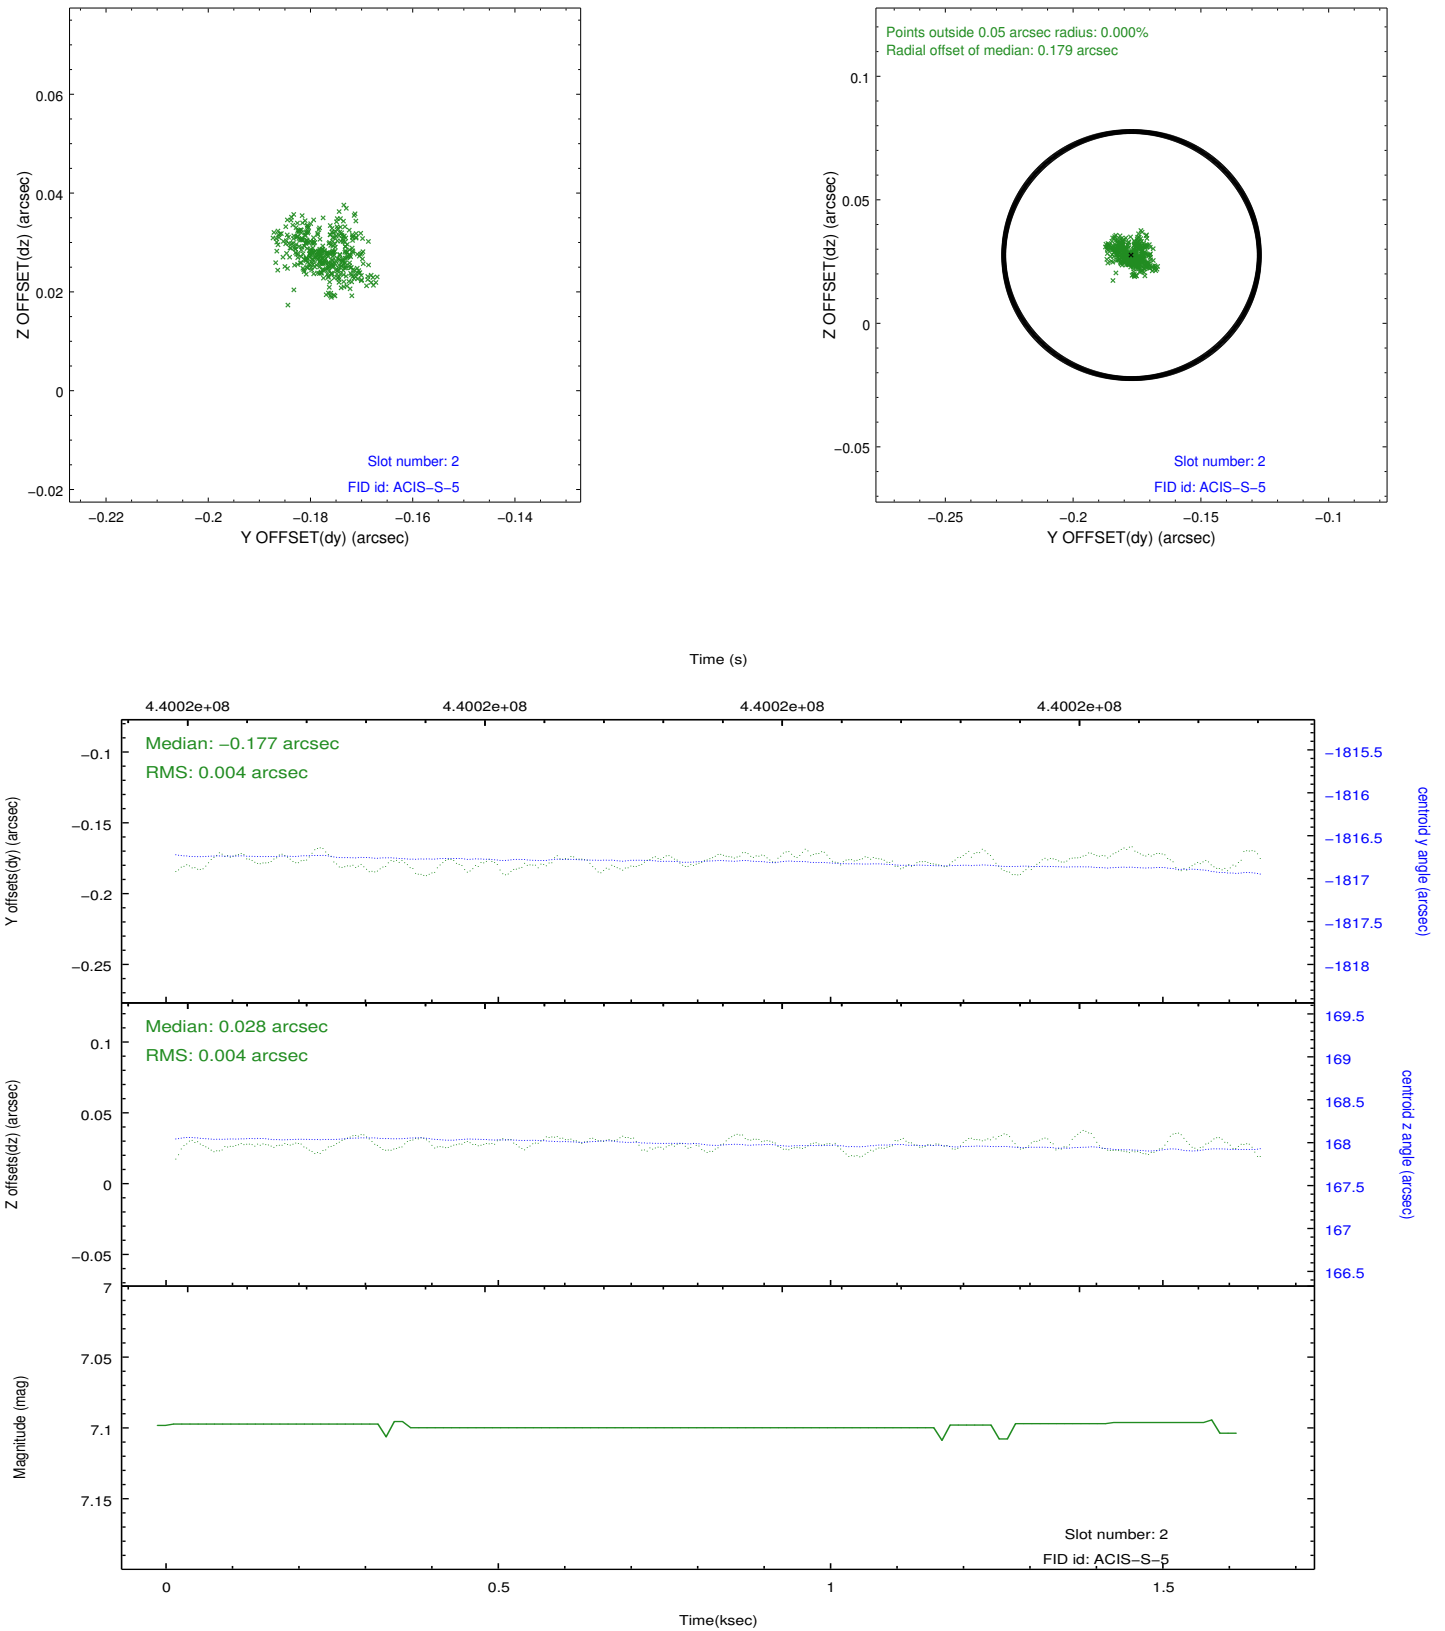 0.06
0.04
0.02
0
−0.02
Z OFFSET(dz) (arcsec)
Slot number: 2
FID id: ACIS−S−5
−0.22 −0.2 −0.18 −0.16 −0.14
Y OFFSET(dy) (arcsec)
Points outside 0.05 arcsec radius: 0.000%
Radial offset of median: 0.179 arcsec
0.1
0.05
0
−0.05
Z OFFSET(dz) (arcsec)
Slot number: 2
FID id: ACIS−S−5
−0.25 −0.2 −0.15 −0.1
Y OFFSET(dy) (arcsec)
Time (s)
4.4002e+08 4.4002e+08 4.4002e+08 4.4002e+08
Median: −0.177 arcsec
RMS: 0.004 arcsec
−0.1
−0.15
−0.2
−0.25
Y offsets(dy) (arcsec)
−1815.5
−1816
−1816.5
−1817
−1817.5
−1818
centroid y angle (arcsec)
Median: 0.028 arcsec
RMS: 0.004 arcsec
0.1
0.05
0
−0.05
Z offsets(dz) (arcsec)
169.5
169
168.5
168
167.5
167
166.5
centroid z angle (arcsec)
7
7.05
7.1
7.15
Magnitude (mag)
Slot number: 2
FID id: ACIS−S−5
0 0.5 1 1.5
Time(ksec)